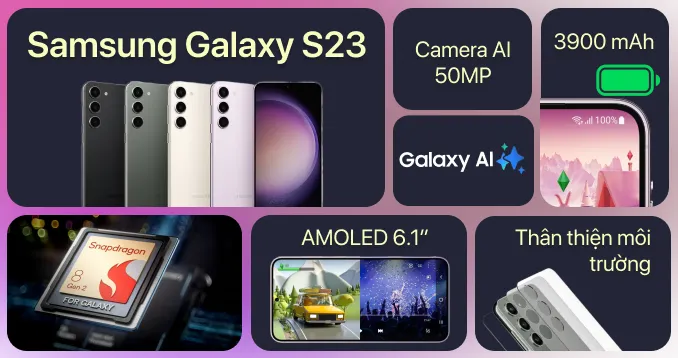 Samsung Galaxy S23
Camera AI
50MP
3900 mAh
100%
Galaxy AI
Snapdragon
8
Gen 2
FOR GALAXY
AMOLED 6.1“
Thân thiện môi
trường